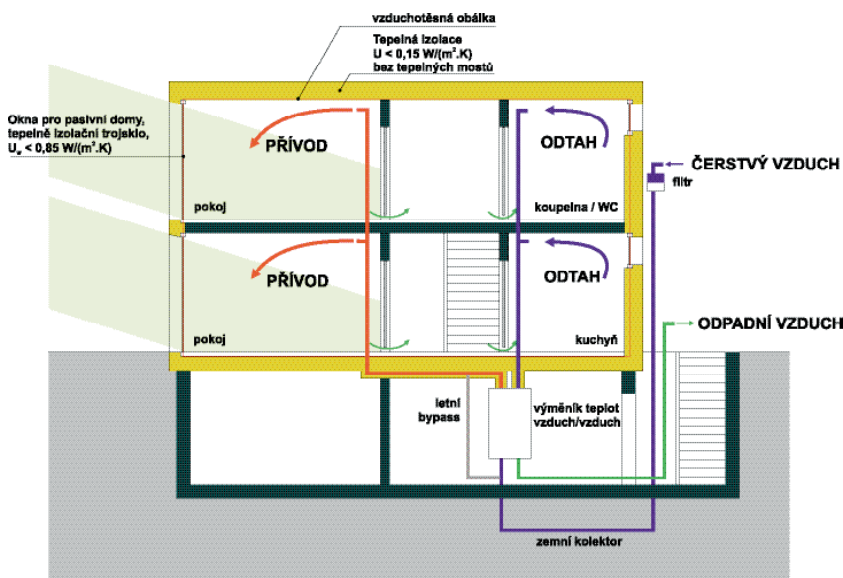 vzduchotěsná obálka
Tepelná izolace
U < 0,15 W/(m².K)
bez tepelných mostů
Okna pro pasivní domy,
tepelně izolační trojsklo,
Uw < 0,85 W/(m².K)
PŘÍVOD
ODTAH
ČERSTVÝ VZDUCH
filtr
pokoj
koupelna / WC
PŘÍVOD
ODTAH
ODPADNÍ VZDUCH
pokoj
kuchyň
letní
bypass
výměník teplot
vzduch/vzduch
zemní kolektor